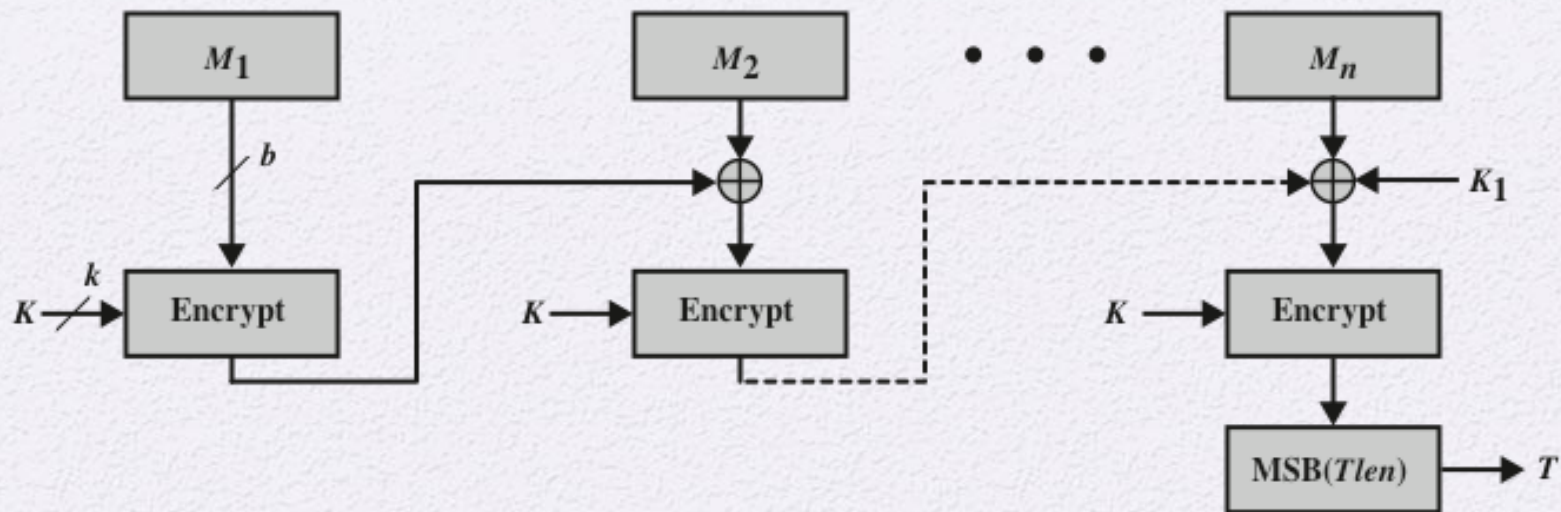 M1
M2
• • •
Mn
b
K1
k
K
Encrypt
K
Encrypt
K
Encrypt
MSB(Tlen)
T